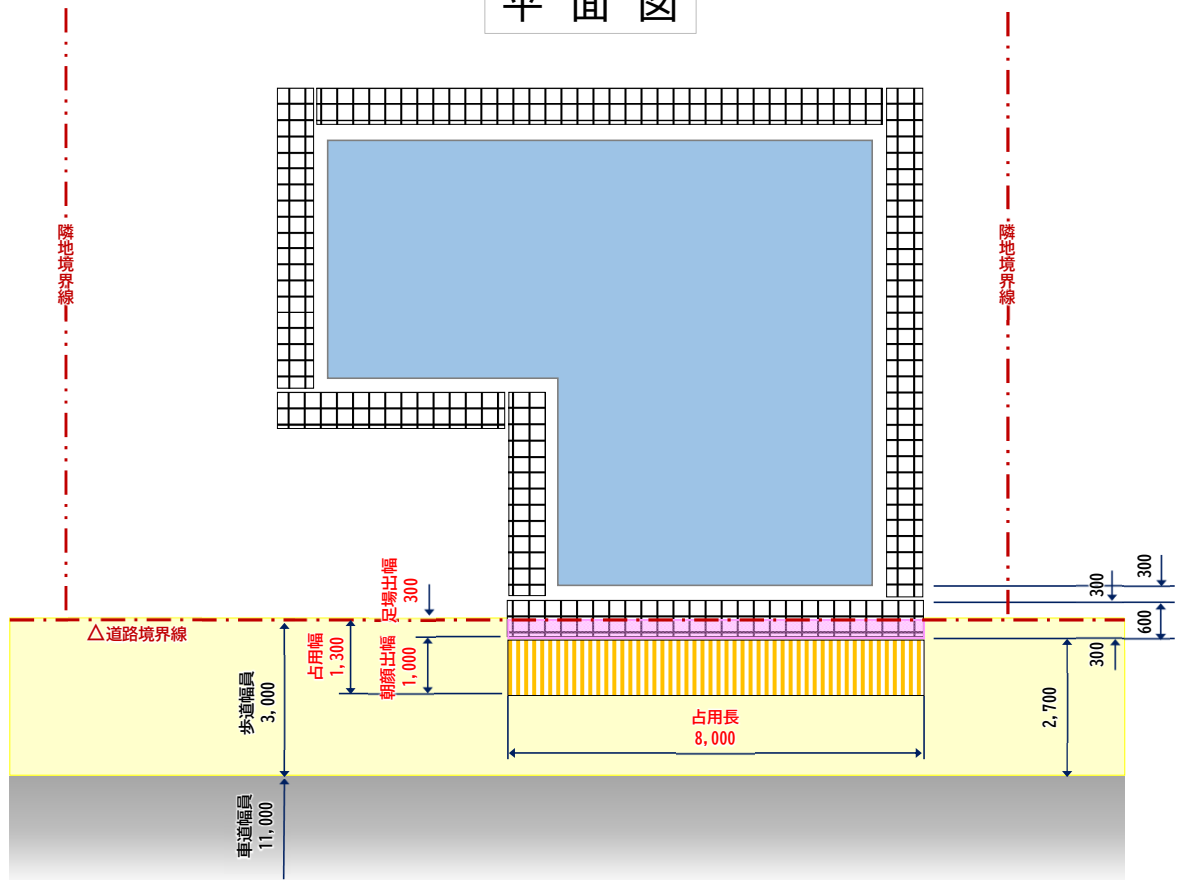 平面図
隣地境界線
隣地境界線
足場出幅
300
300
300
600
300
△道路境界線
占用幅
1,300
朝顔出幅
1,000
歩道幅員
3,000
占用長
8,000
2,700
車道幅員
11,000